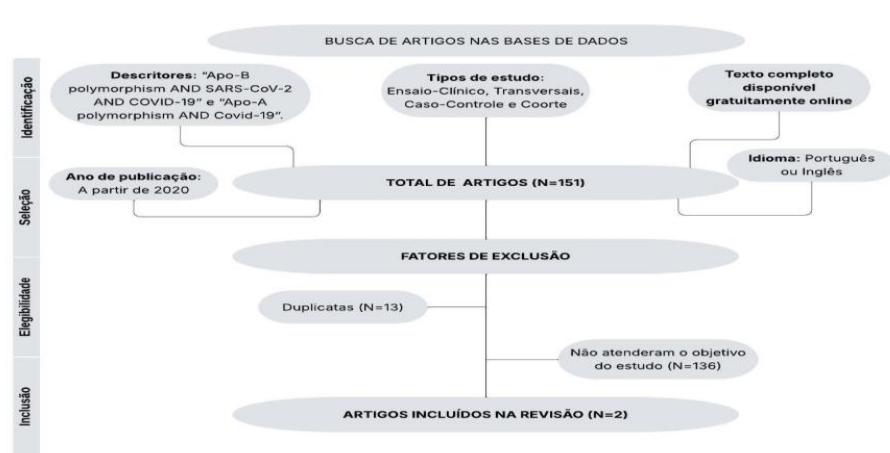 BUSCA DE ARTIGOS NAS BASES DE DADOS
Identificação
Descritores: "Apo-B
polymorphism AND SARS-CoV-2
AND COVID-19" e "Apo-A
polymorphism AND Covid-19".
Tipos de estudo:
Ensaio-Clínico, Transversais,
Caso-Controle e Coorte
Texto completo
disponível
gratuitamente online
Seleção
Ano de publicação:
A partir de 2020
TOTAL DE ARTIGOS (N=151)
Idioma: Português
ou Inglês
FATORES DE EXCLUSÃO
Elegibilidade
Duplicatas (N=13)
Não atenderam o objetivo
do estudo (N=136)
Inclusão
ARTIGOS INCLUÍDOS NA REVISÃO (N=2)